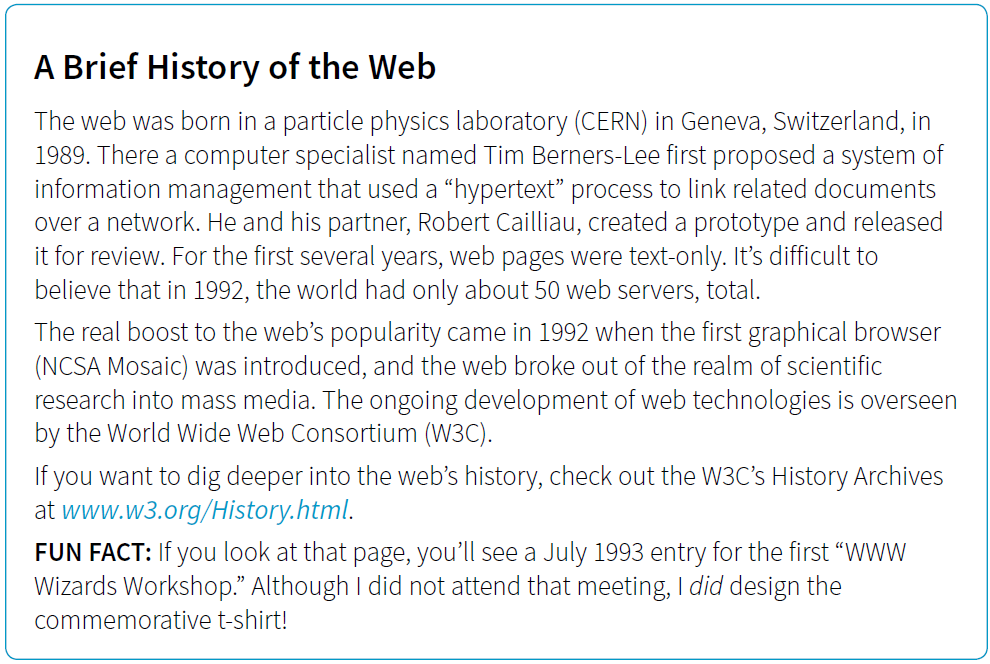 A Brief History of the Web
The web was born in a particle physics laboratory (CERN) in Geneva, Switzerland, in
1989. There a computer specialist named Tim Berners-Lee first proposed a system of
information management that used a “hypertext” process to link related documents
over a network. He and his partner, Robert Cailliau, created a prototype and released
it for review. For the first several years, web pages were text-only. It’s difficult to
believe that in 1992, the world had only about 50 web servers, total.
The real boost to the web’s popularity came in 1992 when the first graphical browser
(NCSA Mosaic) was introduced, and the web broke out of the realm of scientific
research into mass media. The ongoing development of web technologies is overseen
by the World Wide Web Consortium (W3C).
If you want to dig deeper into the web’s history, check out the W3C’s History Archives
at www.w3.org/History.html.
FUN FACT: If you look at that page, you’ll see a July 1993 entry for the first “WWW
Wizards Workshop.” Although I did not attend that meeting, I did design the
commemorative t-shirt!